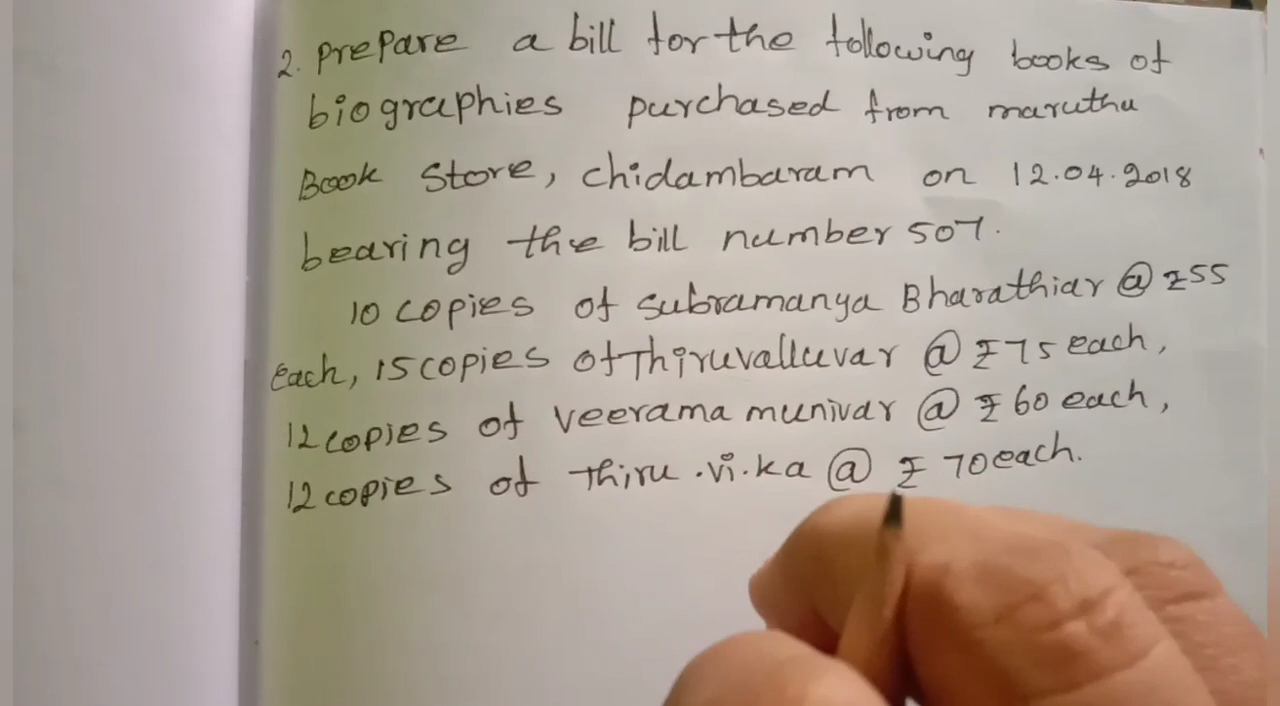 2. Prepare a bill for the following books of
biographies purchased from maruthu
Book Store, chidambaram on 12.04.2018
bearing the bill number 507.
10 copies of Subramanya Bharathiar @ ₹55
each, 15 copies of Thiruvalluvar @ ₹75 each,
12 copies of Veerama munivar @ ₹60 each,
12 copies of Thiru.vi.ka @ ₹70 each.